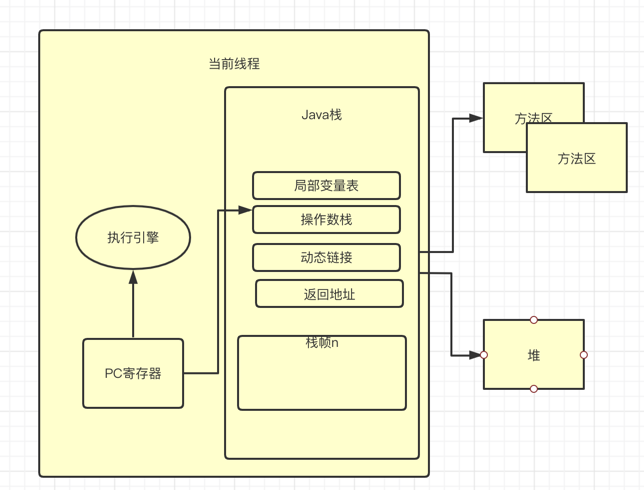 当前线程
Java栈
方法区
方法区
局部变量表
操作数栈
执行引擎
动态链接
返回地址
栈帧n
堆
PC寄存器